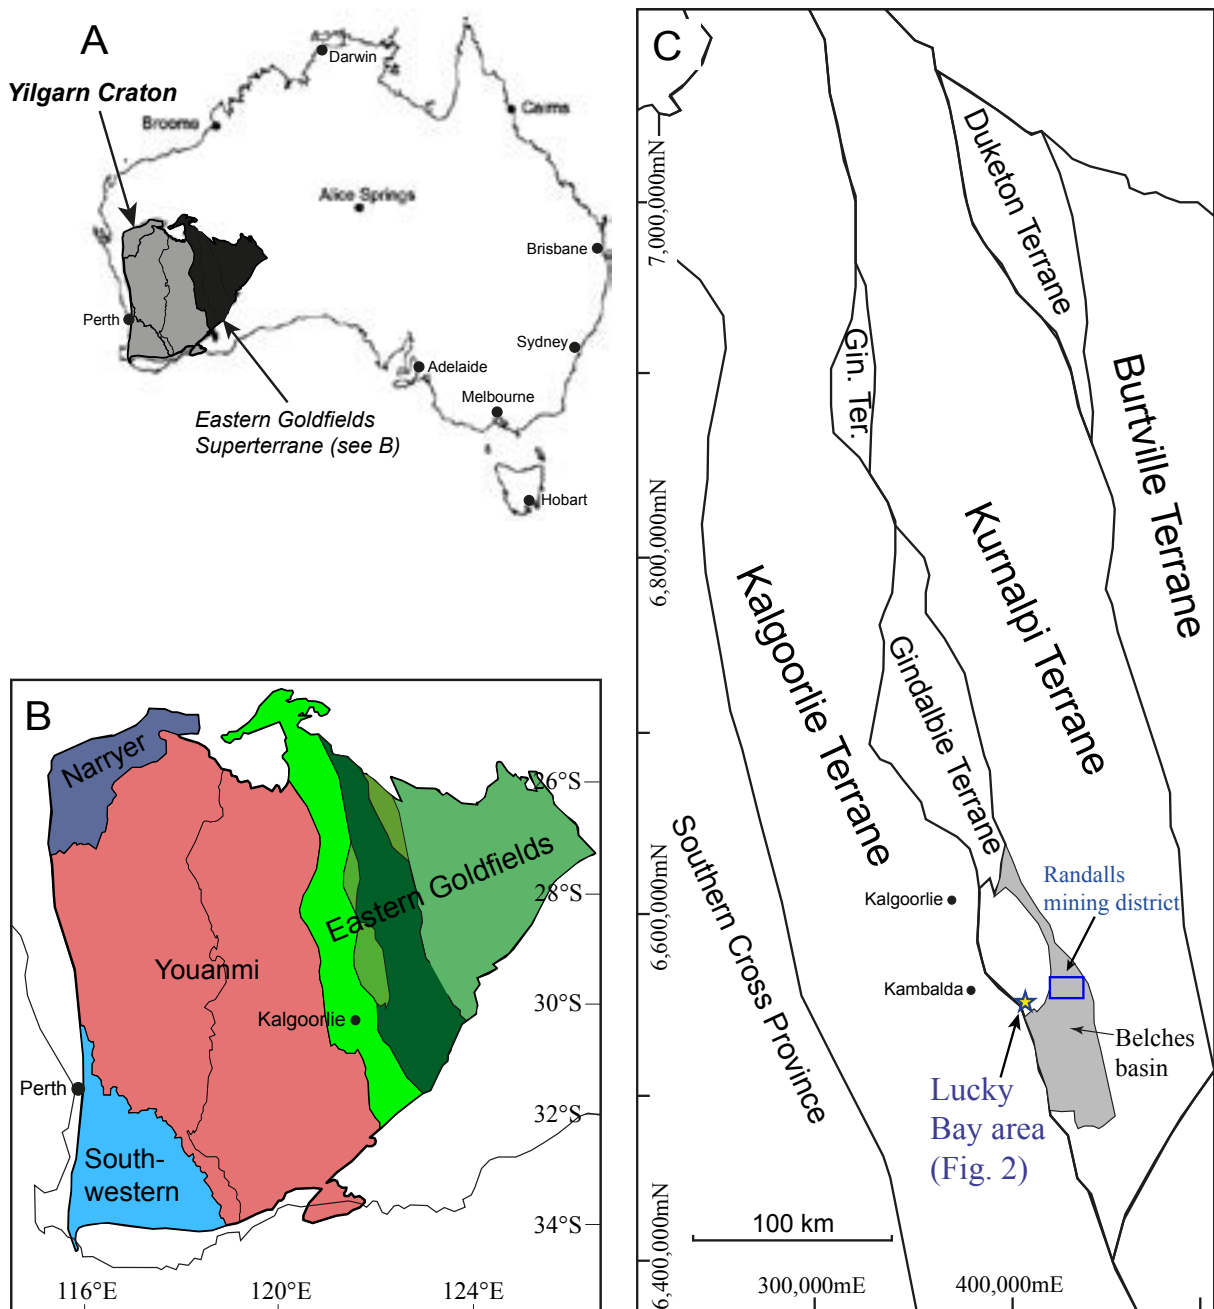 A
Yilgarn Craton
Darwin
Cairns
Broome
Alice Springs
Brisbane
Perth
Sydney
Adelaide
Melbourne
Eastern Goldfields
Superterrane (see B)
Hobart
B
Narryer
26°S
Eastern Goldfields
28°S
Youanmi
30°S
Kalgoorlie
Perth
32°S
South-
western
34°S
116°E
120°E
124°E
C
7,000,000mN
6,800,000mN
6,600,000mN
6,400,000mN
Duketon Terrane
Gin. Ter.
Burtville Terrane
Kurnalpi Terrane
Kalgoorlie Terrane
Gindalbie Terrane
Southern Cross Province
Kalgoorlie
Randalls
mining district
Kambalda
Belches
basin
Lucky
Bay area
(Fig. 2)
100 km
300,000mE
400,000mE